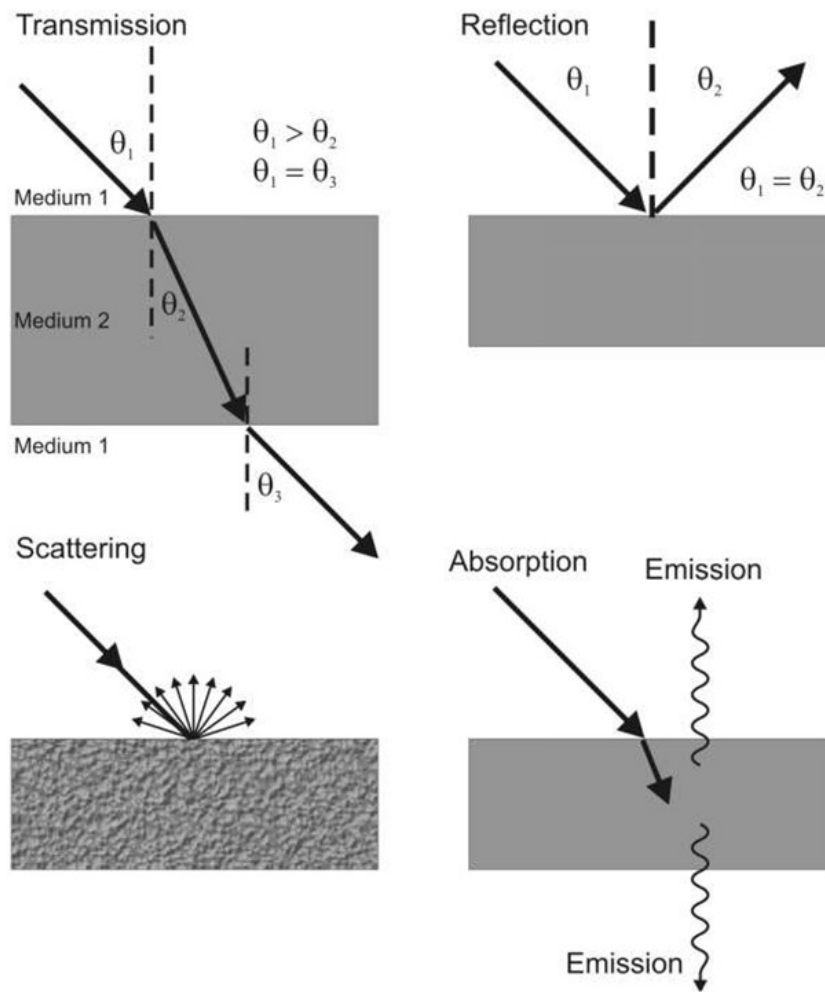 Transmission
θ₁
θ₁ > θ₂
θ₁ = θ₃
Medium 1
θ₂
Medium 2
Medium 1
θ₃
Reflection
θ₁
θ₂
θ₁ = θ₂
Scattering
Absorption
Emission
Emission